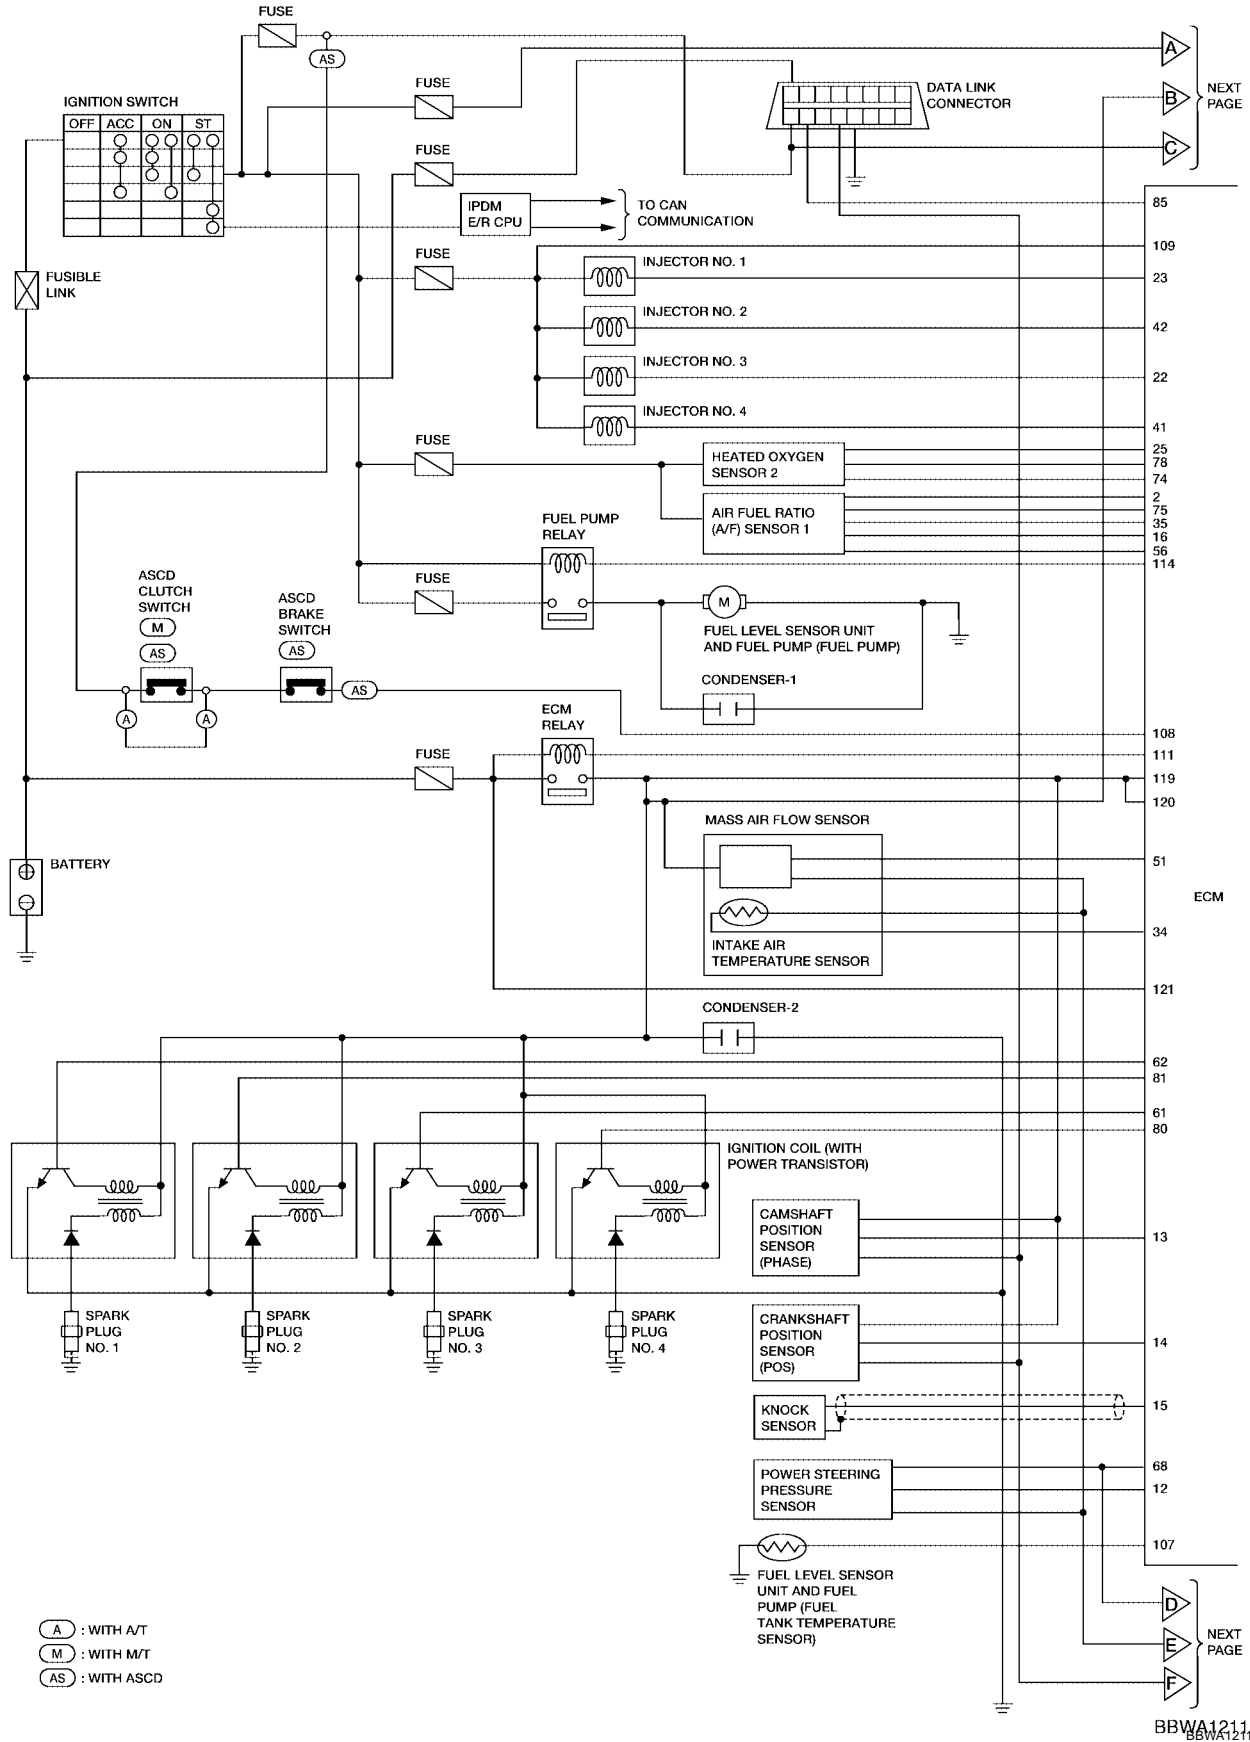 FUSE
AS
A
IGNITION SWITCH
FUSE
DATA LINK
CONNECTOR
NEXT
PAGE
B
OFF ACC ON ST
FUSE
C
IPDM
E/R CPU
TO CAN
COMMUNICATION
85
109
FUSE
INJECTOR NO. 1
23
FUSIBLE
LINK
INJECTOR NO. 2
42
INJECTOR NO. 3
22
INJECTOR NO. 4
41
FUSE
HEATED OXYGEN
SENSOR 2
25
78
74
AIR FUEL RATIO
(A/F) SENSOR 1
2
75
35
16
56
FUEL PUMP
RELAY
114
FUSE
ASCD
CLUTCH
SWITCH
M
AS
ASCD
BRAKE
SWITCH
AS
M
FUEL LEVEL SENSOR UNIT
AND FUEL PUMP (FUEL PUMP)
CONDENSER-1
AS
A
A
ECM
RELAY
108
111
FUSE
119
120
MASS AIR FLOW SENSOR
BATTERY
51
ECM
34
INTAKE AIR
TEMPERATURE SENSOR
121
CONDENSER-2
62
81
61
80
IGNITION COIL (WITH
POWER TRANSISTOR)
CAMSHAFT
POSITION
SENSOR
(PHASE)
13
SPARK
PLUG
NO. 1
SPARK
PLUG
NO. 2
SPARK
PLUG
NO. 3
SPARK
PLUG
NO. 4
CRANKSHAFT
POSITION
SENSOR
(POS)
14
KNOCK
SENSOR
15
POWER STEERING
PRESSURE
SENSOR
68
12
107
FUEL LEVEL SENSOR
UNIT AND FUEL
PUMP (FUEL
TANK TEMPERATURE
SENSOR)
D
E
F
NEXT
PAGE
A : WITH A/T
M : WITH M/T
AS : WITH ASCD
BBWA1211
BBWA1211